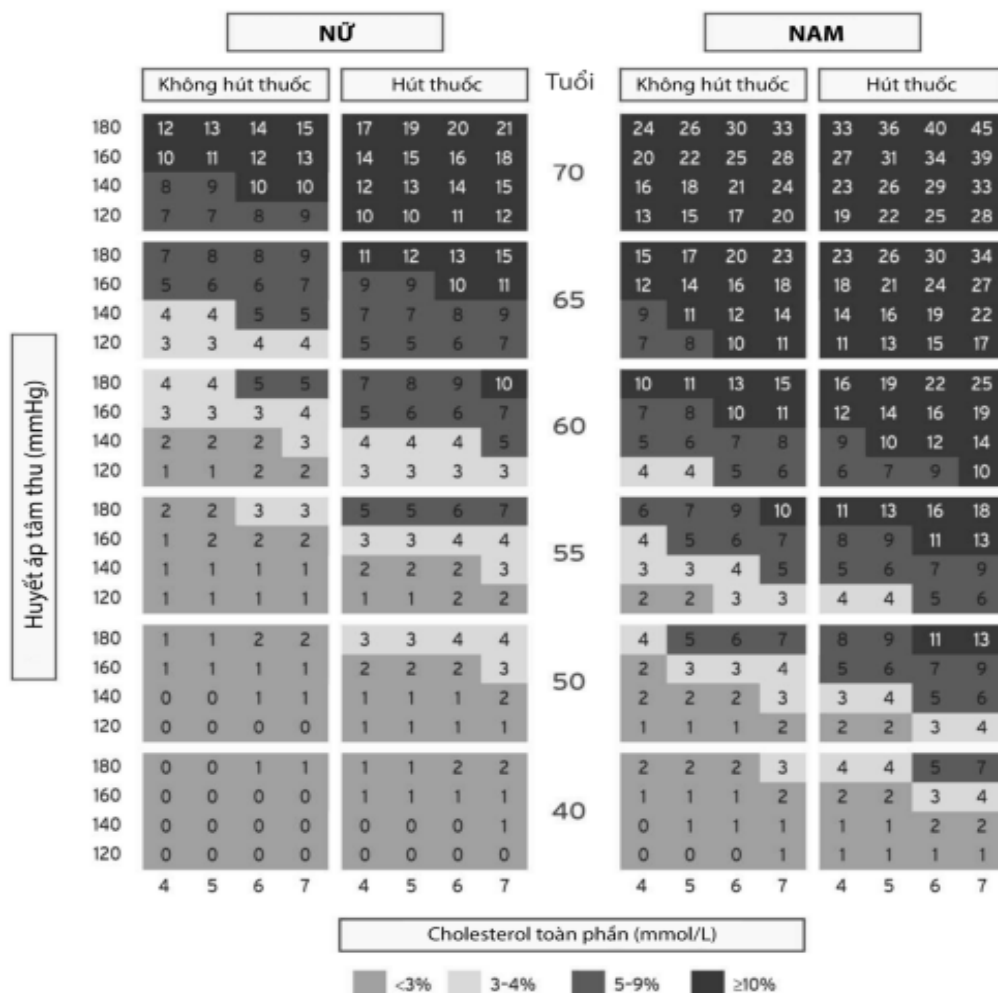 NỮ NAM
Không hút thuốc Hút thuốc Tuổi Không hút thuốc Hút thuốc
180 12 13 14 15 17 19 20 21 24 26 30 33 33 36 40 45
160 10 11 12 13 14 15 16 18 20 22 25 28 27 31 34 39
70
140 8 9 10 10 12 13 14 15 16 18 21 24 23 26 29 33
120 7 7 8 9 10 10 11 12 13 15 17 20 19 22 25 28
180 7 8 8 9 11 12 13 15 15 17 20 23 23 26 30 34
160 5 6 6 7 9 9 10 11 12 14 16 18 18 21 24 27
65
140 4 4 5 5 7 7 8 9 9 11 12 14 14 16 19 22
120 3 3 4 4 5 5 6 7 7 8 10 11 11 13 15 17
180 4 4 5 5 7 8 9 10 10 11 13 15 16 19 22 25
160 3 3 3 4 5 6 6 7 7 8 10 11 12 14 16 19
60
140 2 2 2 3 4 4 4 5 5 6 7 8 9 10 12 14
120 1 1 2 2 3 3 3 3 4 4 5 6 6 7 9 10
180 2 2 3 3 5 5 6 7 6 7 9 10 11 13 16 18
160 1 2 2 2 3 3 4 4 4 5 6 7 8 9 11 13
55
140 1 1 1 1 2 2 2 3 3 3 4 5 5 6 7 9
120 1 1 1 1 1 1 2 2 2 2 3 3 4 4 5 6
180 1 1 2 2 3 3 4 4 4 5 6 7 8 9 11 13
160 1 1 1 1 2 2 2 3 2 3 3 4 5 6 7 9
50
140 0 0 1 1 1 1 1 2 2 2 2 3 3 4 5 6
120 0 0 0 0 1 1 1 1 1 1 1 2 2 2 3 4
180 0 0 1 1 1 1 2 2 2 2 2 3 4 4 5 7
160 0 0 0 0 1 1 1 1 1 1 1 2 2 2 3 4
40
140 0 0 0 0 0 0 0 1 0 1 1 1 1 1 2 2
120 0 0 0 0 0 0 0 0 0 0 0 1 1 1 1 1
4 5 6 7 4 5 6 7 4 5 6 7 4 5 6 7
Huyết áp tâm thu (mmHg)
Cholesterol toàn phần (mmol/L)
<3% 3-4% 5-9% ≥10%